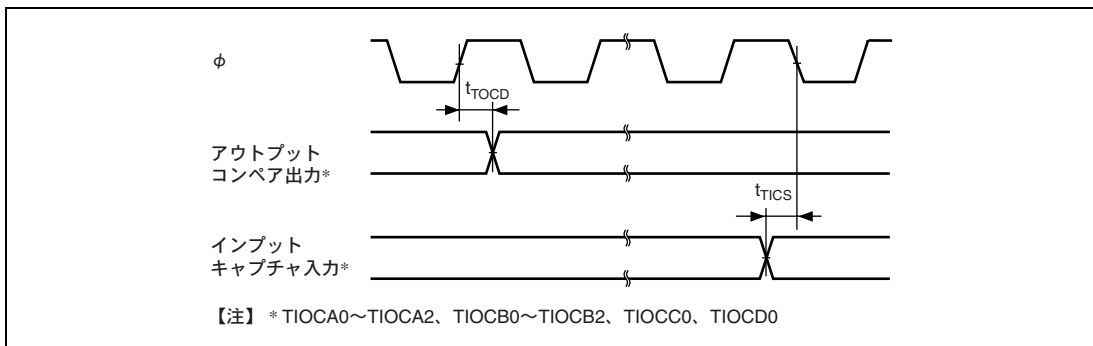 φ
tTOCD
アウトプット
コンペア出力*
tTICS
インプット
キャプチャ入力*
【注】 * TIOCA0～TIOCA2、TIOCB0～TIOCB2、TIOCC0、TIOCD0